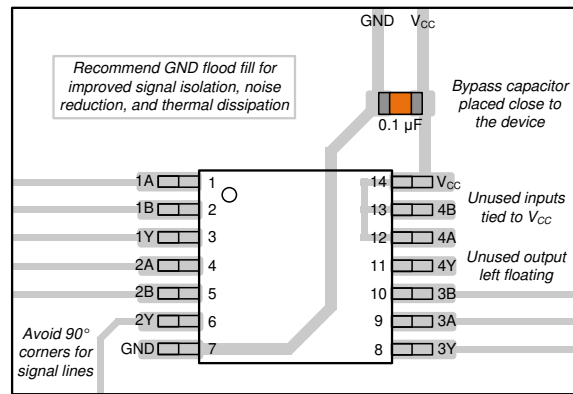 GND VCC
Recommend GND flood fill for
improved signal isolation, noise
reduction, and thermal dissipation
Bypass capacitor
placed close to
the device
0.1 µF
1A 1 14 VCC
1B 2 13 4B
1Y 3 12 4A
Unused inputs
tied to VCC
2A 4 11 4Y
2B 5 10 3B
Unused output
left floating
2Y 6 9 3A
GND 7 8 3Y
Avoid 90°
corners for
signal lines